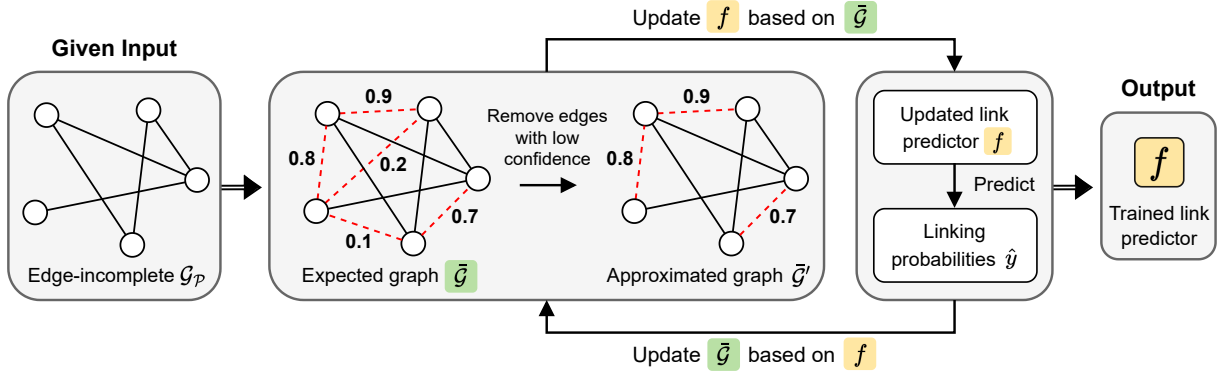 Update f based on 𝒢̄
Given Input
Output
0.9
0.8
0.2
0.7
0.1
Remove edges
with low
confidence
0.9
0.8
0.7
Updated link
predictor f
Predict
Linking
probabilities ŷ
f
Trained link
predictor
Edge-incomplete 𝒢_𝒫
Expected graph 𝒢̄
Approximated graph 𝒢̄′
Update 𝒢̄ based on f